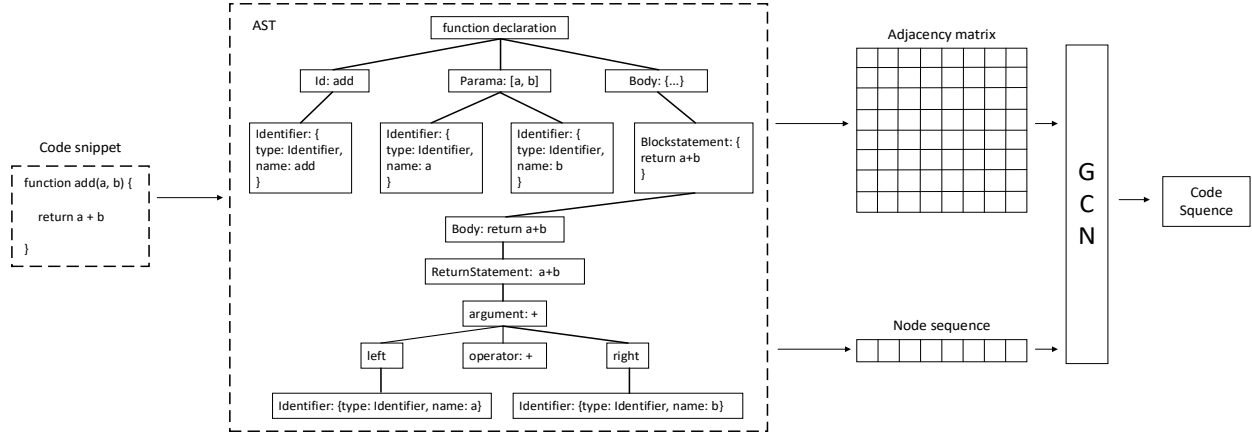 AST
function declaration
Id: add
Parama: [a, b]
Body: {...}
Identifier: {
type: Identifier,
name: add
}
Identifier: {
type: Identifier,
name: a
}
Identifier: {
type: Identifier,
name: b
}
Blockstatement: {
return a+b
}
Code snippet
function add(a, b) {
return a + b
}
Body: return a+b
ReturnStatement: a+b
argument: +
left
operator: +
right
Identifier: {type: Identifier, name: a}
Identifier: {type: Identifier, name: b}
Adjacency matrix
Node sequence
G
C
N
Code
Squence